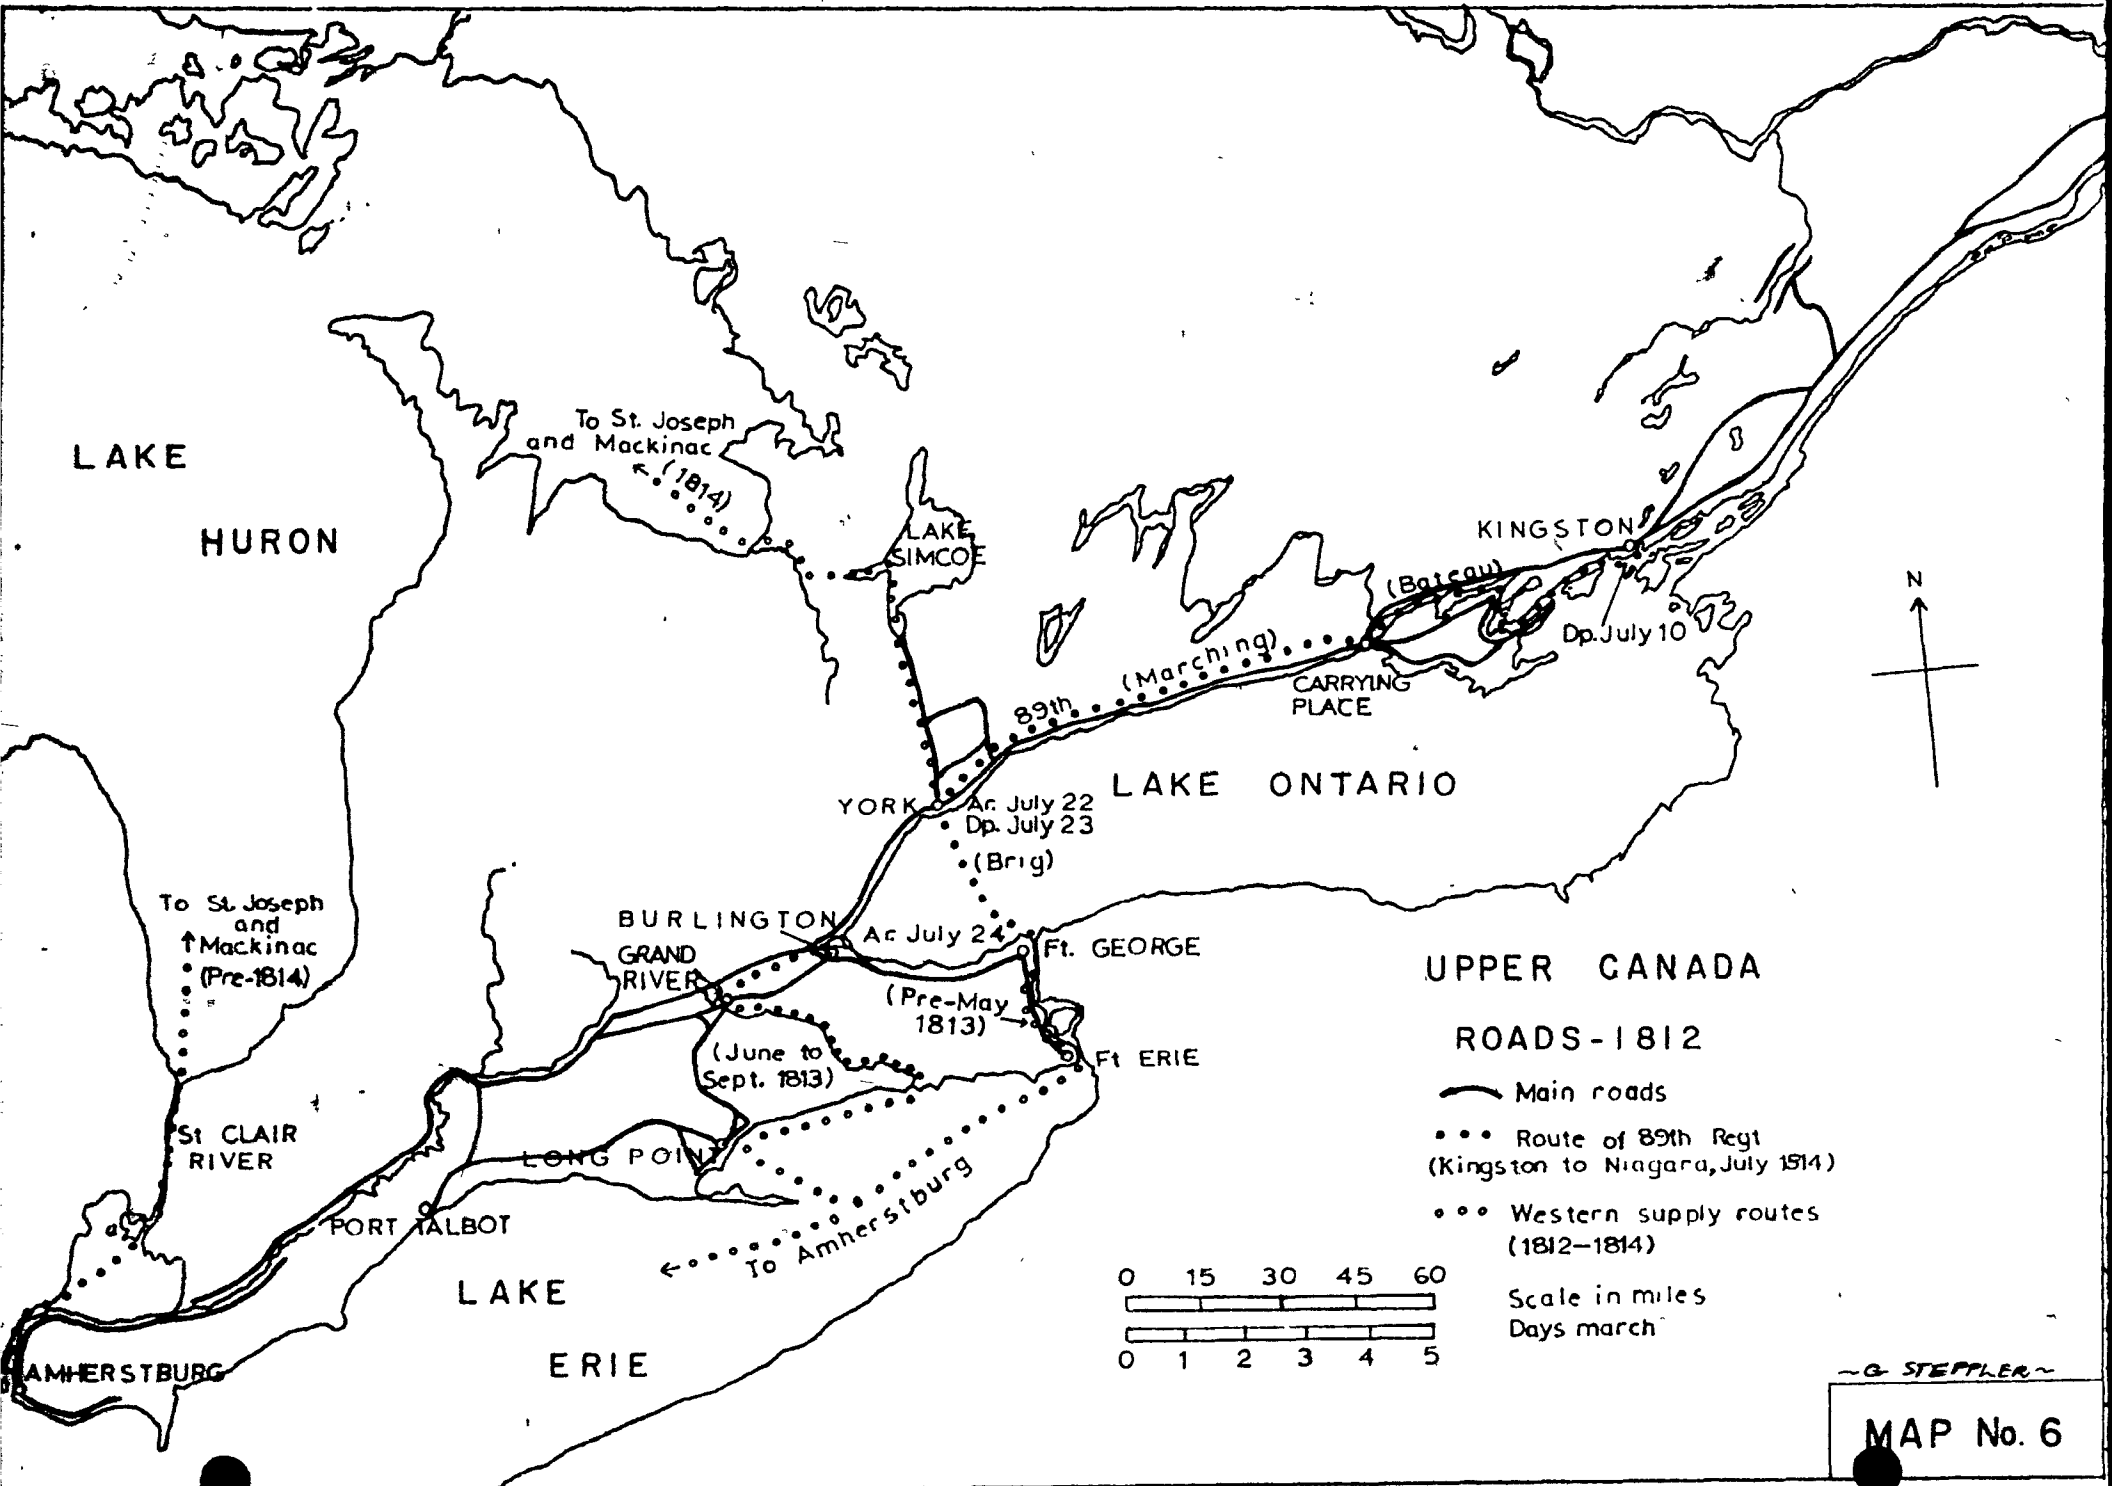 To St. Joseph
and Mackinac
(1814)
LAKE
HURON
LAKE
SIMCOE
KINGSTON
(Bateau)
Dp. July 10
N
(Marching)
89th
CARRYING
PLACE
LAKE ONTARIO
YORK
Ar. July 22
Dp. July 23
(Brig)
To St. Joseph
and
Mackinac
(Pre-1814)
BURLINGTON
Ar. July 24
Ft. GEORGE
GRAND
RIVER
(Pre-May
1813)
Ft ERIE
(June to
Sept. 1813)
St CLAIR
RIVER
LONG POINT
PORT TALBOT
To Amherstburg
LAKE
ERIE
AMHERSTBURG
UPPER CANADA
ROADS-1812
Main roads
Route of 89th Regt
(Kingston to Niagara, July 1814)
Western supply routes
(1812-1814)
0 15 30 45 60
Scale in miles
Days march
0 1 2 3 4 5
~G STEPPLER~
MAP No. 6